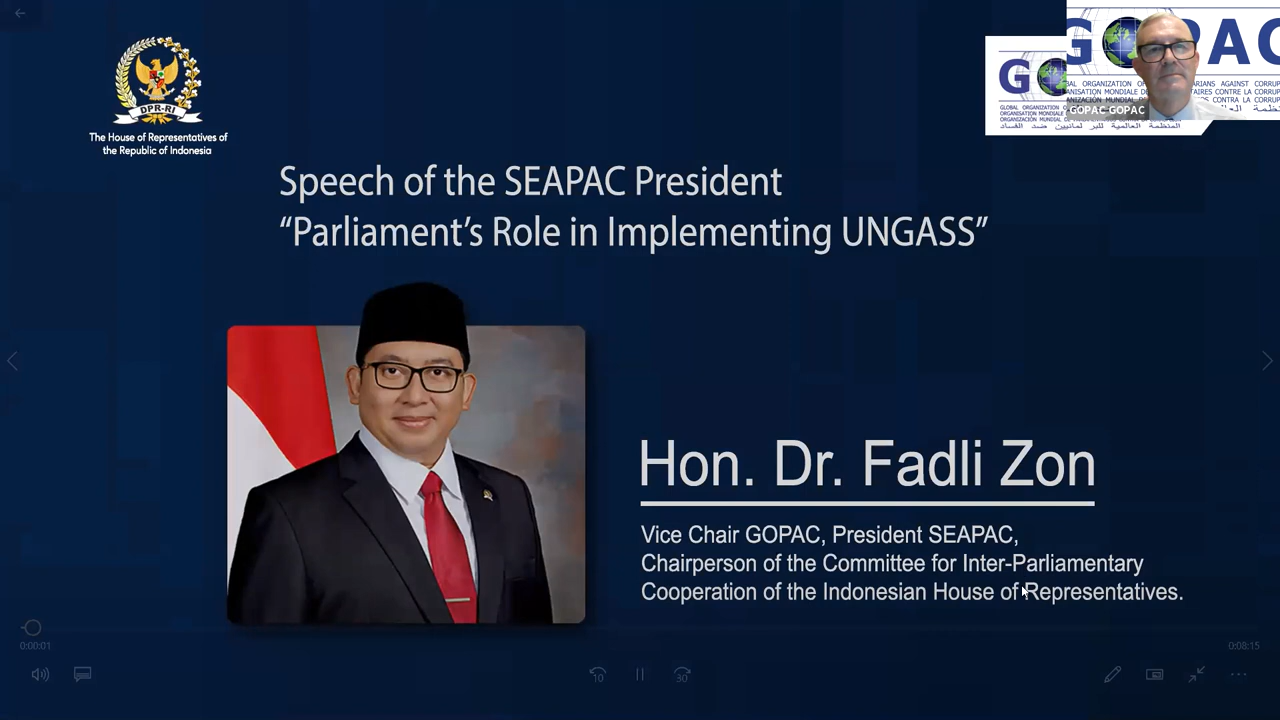 DPR-RI
The House of Representatives of
the Republic of Indonesia
GOPAC GOPAC
Speech of the SEAPAC President
“Parliament’s Role in Implementing UNGASS”
Hon. Dr. Fadli Zon
Vice Chair GOPAC, President SEAPAC,
Chairperson of the Committee for Inter-Parliamentary
Cooperation of the Indonesian House of Representatives.
0:00:01
0:08:15
10
30